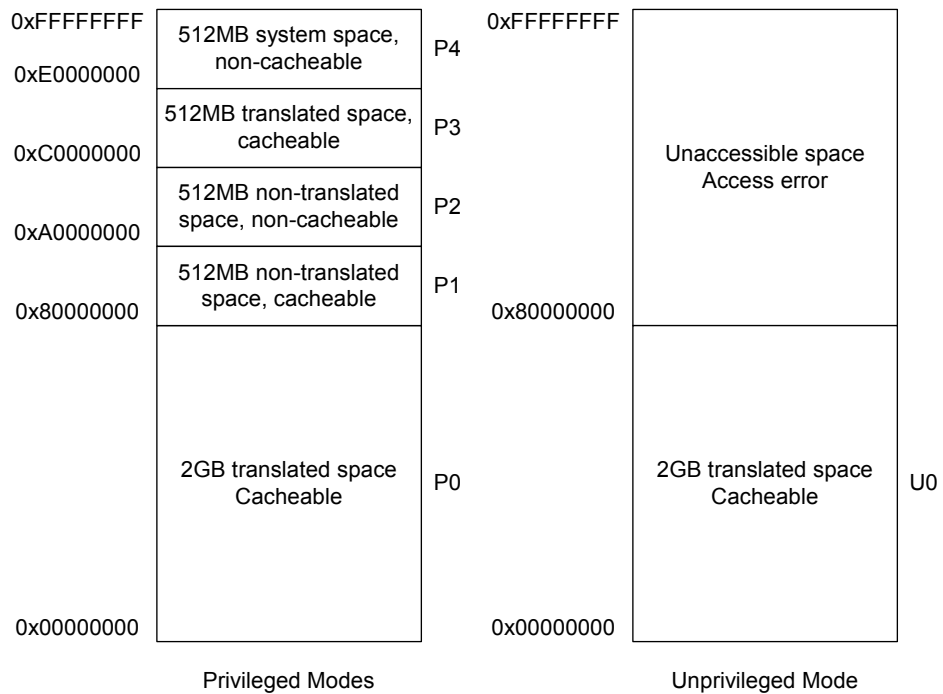 0xFFFFFFFF
512MB system space,
non-cacheable
P4
0xE0000000
512MB translated space,
cacheable
P3
0xC0000000
512MB non-translated
space, non-cacheable
P2
0xA0000000
512MB non-translated
space, cacheable
P1
0x80000000
2GB translated space
Cacheable
P0
0x00000000
Privileged Modes
0xFFFFFFFF
Unaccessible space
Access error
0x80000000
2GB translated space
Cacheable
U0
0x00000000
Unprivileged Mode